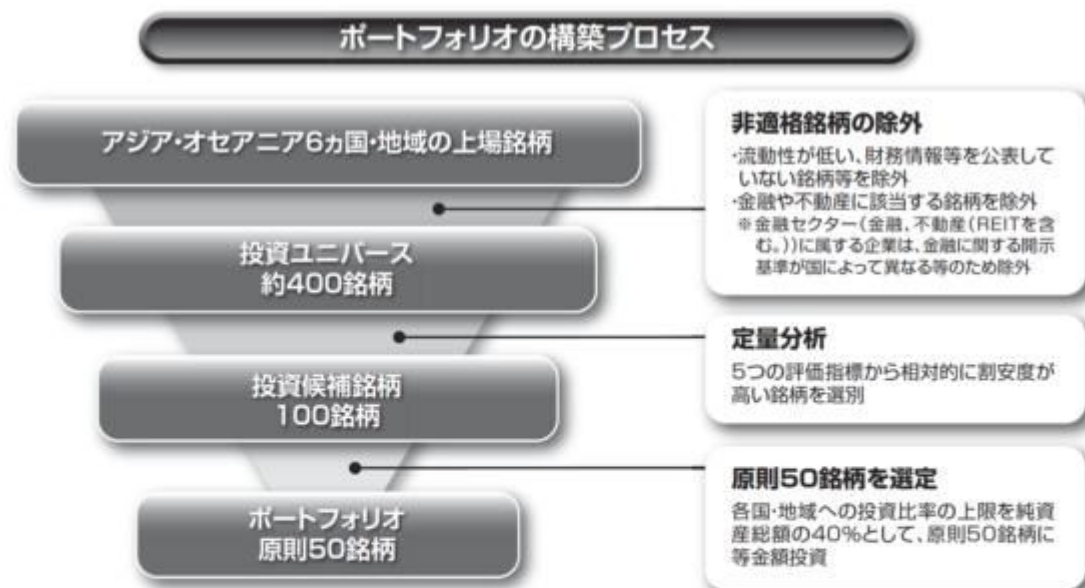 ポートフォリオの構築プロセス
アジア・オセアニア6ヵ国・地域の上場銘柄
非適格銘柄の除外
・流動性が低い、財務情報等を公表して
いない銘柄等を除外
・金融や不動産に該当する銘柄を除外
※金融セクター(金融、不動産(REITを含
む。))に属する企業は、金融に関する開示
基準が国によって異なる等のため除外
投資ユニバース
約400銘柄
定量分析
5つの評価指標から相対的に割安度が
高い銘柄を選別
投資候補銘柄
100銘柄
原則50銘柄を選定
各国・地域への投資比率の上限を純資
産総額の40%として、原則50銘柄に
等金額投資
ポートフォリオ
原則50銘柄